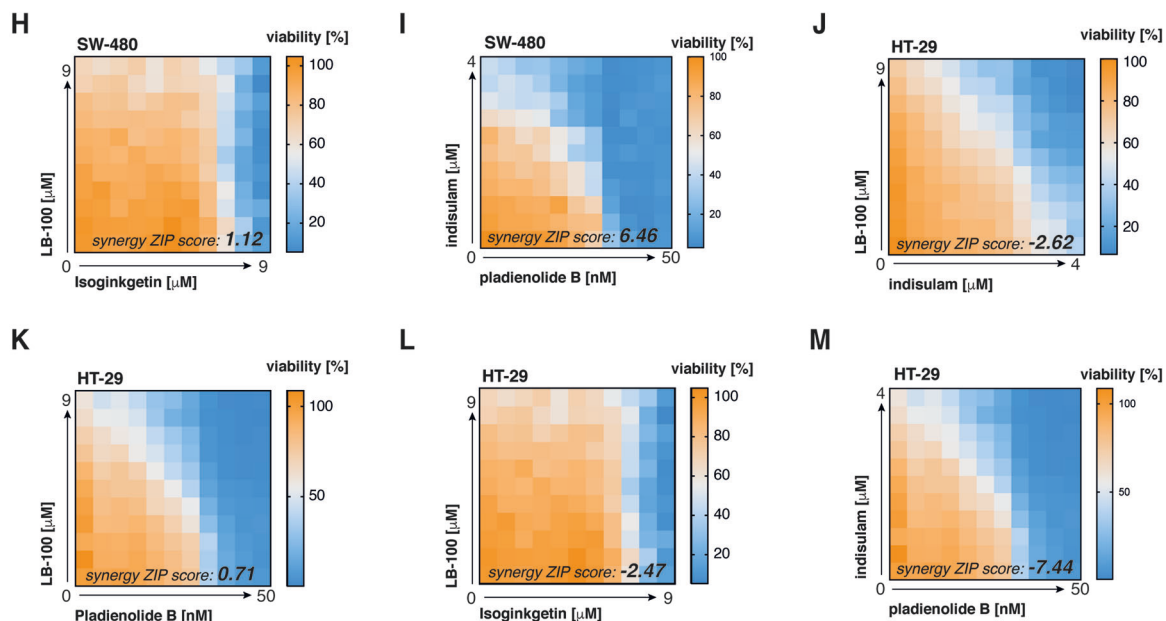 H
SW-480
viability [%]
9
0
LB-100 [µM]
synergy ZIP score: 1.12
Isoginkgetin [µM]
9
100
80
60
40
20
I
SW-480
viability [%]
4
0
indisulam [µM]
synergy ZIP score: 6.46
pladienolide B [nM]
50
100
80
60
40
20
J
HT-29
viability [%]
9
0
LB-100 [µM]
synergy ZIP score: -2.62
indisulam [µM]
4
100
80
60
40
20
K
HT-29
viability [%]
9
0
LB-100 [µM]
synergy ZIP score: 0.71
Pladienolide B [nM]
50
100
50
L
HT-29
viability [%]
9
0
LB-100 [µM]
synergy ZIP score: -2.47
Isoginkgetin [µM]
9
100
80
60
40
20
M
HT-29
viability [%]
4
0
indisulam [µM]
synergy ZIP score: -7.44
pladienolide B [nM]
50
100
50